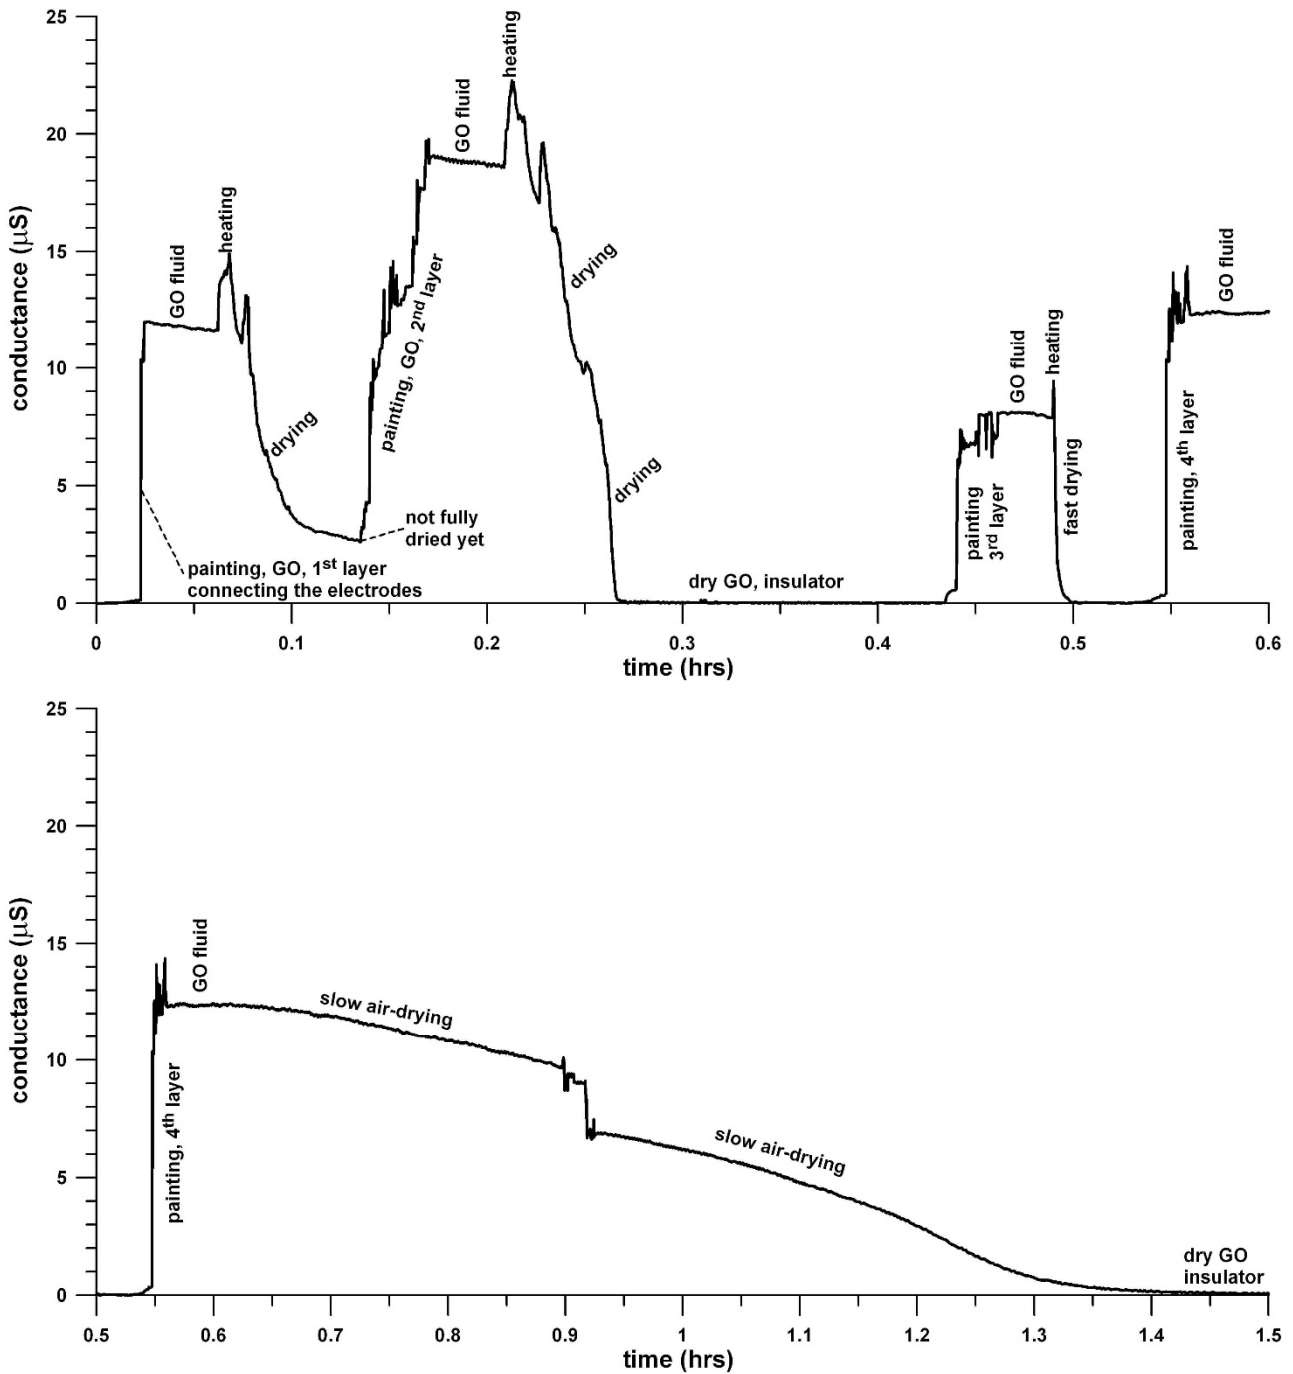 25
20
15
10
5
0
conductance (μS)
0
0.1
0.2
0.3
0.4
0.5
0.6
time (hrs)
GO fluid
heating
drying
painting, GO, 1st layer
connecting the electrodes
not fully
dried yet
painting, GO, 2nd layer
GO fluid
heating
drying
drying
dry GO, insulator
painting
3rd layer
GO fluid
heating
fast drying
painting, 4th layer
GO fluid
25
20
15
10
5
0
conductance (μS)
0.5
0.6
0.7
0.8
0.9
1
1.1
1.2
1.3
1.4
1.5
time (hrs)
painting, 4th layer
GO fluid
slow air-drying
slow air-drying
dry GO
insulator